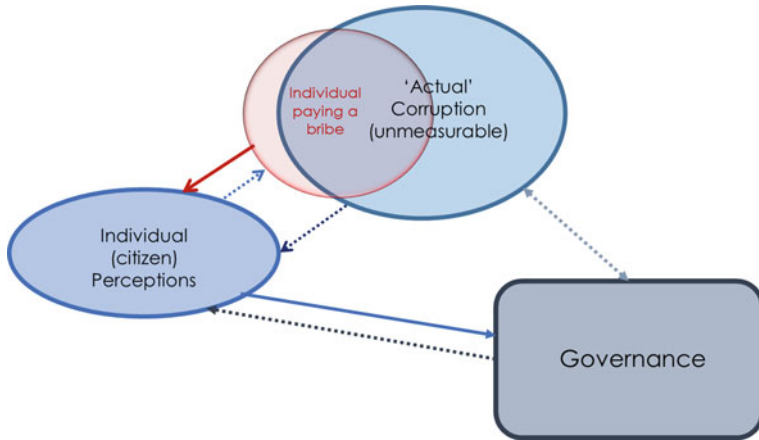 Individual
paying a
bribe
‘Actual’
Corruption
(unmeasurable)
Individual
(citizen)
Perceptions
Governance